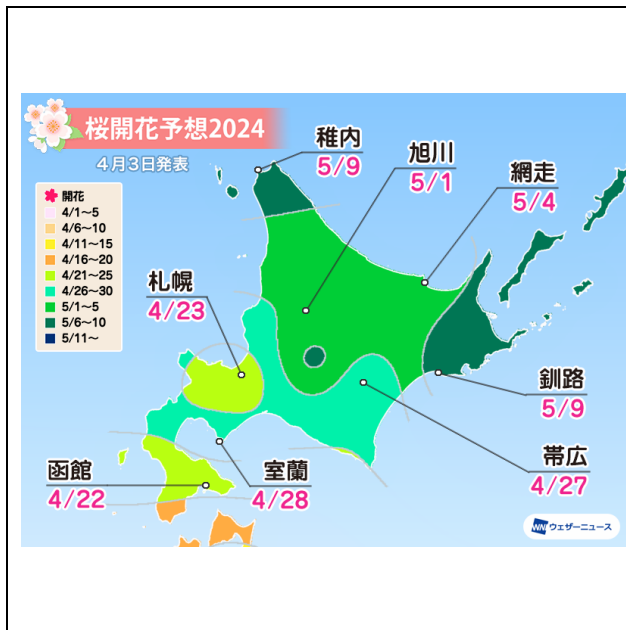 桜開花予想2024
4月3日発表
開花
4/1～5
4/6～10
4/11～15
4/16～20
4/21～25
4/26～30
5/1～5
5/6～10
5/11～
稚内
5/9
旭川
5/1
網走
5/4
札幌
4/23
釧路
5/9
帯広
4/27
函館
4/22
室蘭
4/28
WN ウェザーニュース